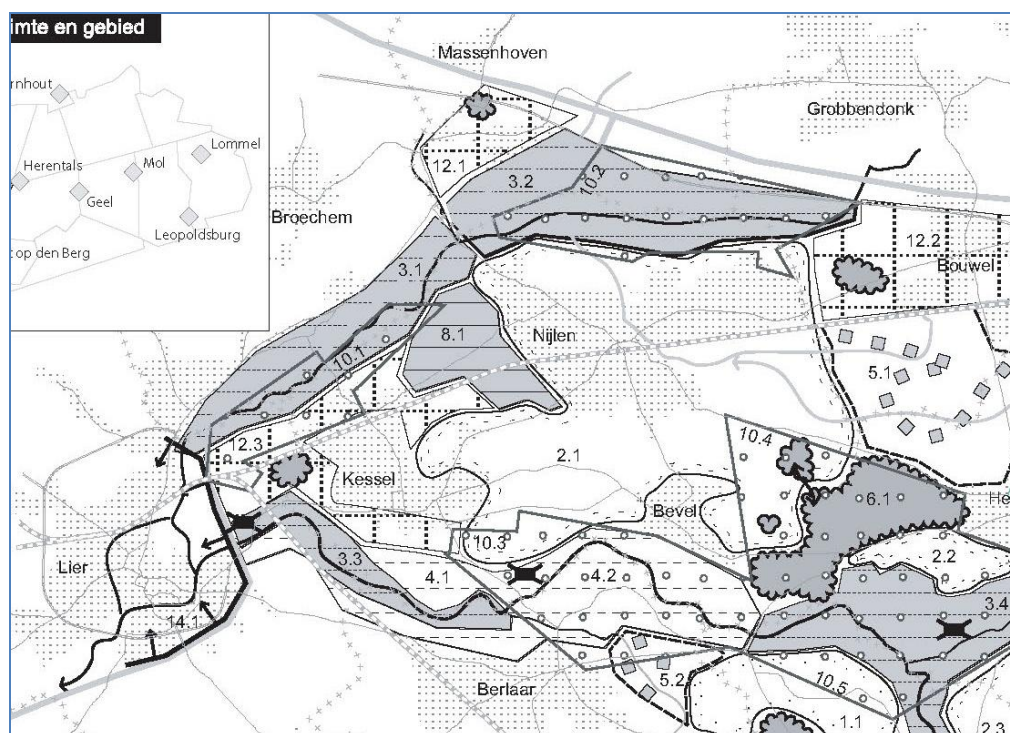 imte en gebied
rnhout
Herentals
Mol
Lommel
Geel
Leopoldsburg
op den Berg
Massenhoven
Grobbendonk
12.1
3.2
10.2
Broechem
12.2
Bouwel
3.1
8.1
Nijlen
10.1
5.1
12.3
2.1
10.4
Kessel
6.1
Bevel
He
10.3
2.2
Lier
3.3
4.1
4.2
3.4
14.1
5.2
10.5
Berlaar
1.1
2.3